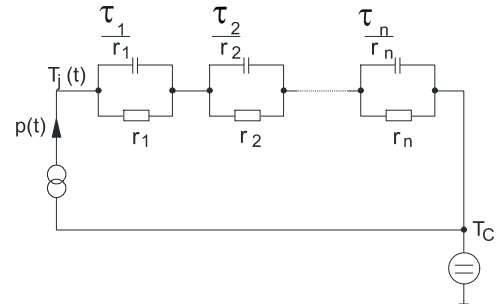 τ1/r1 τ2/r2 τn/rn
Tj(t)
r1 r2 rn
p(t)
TC